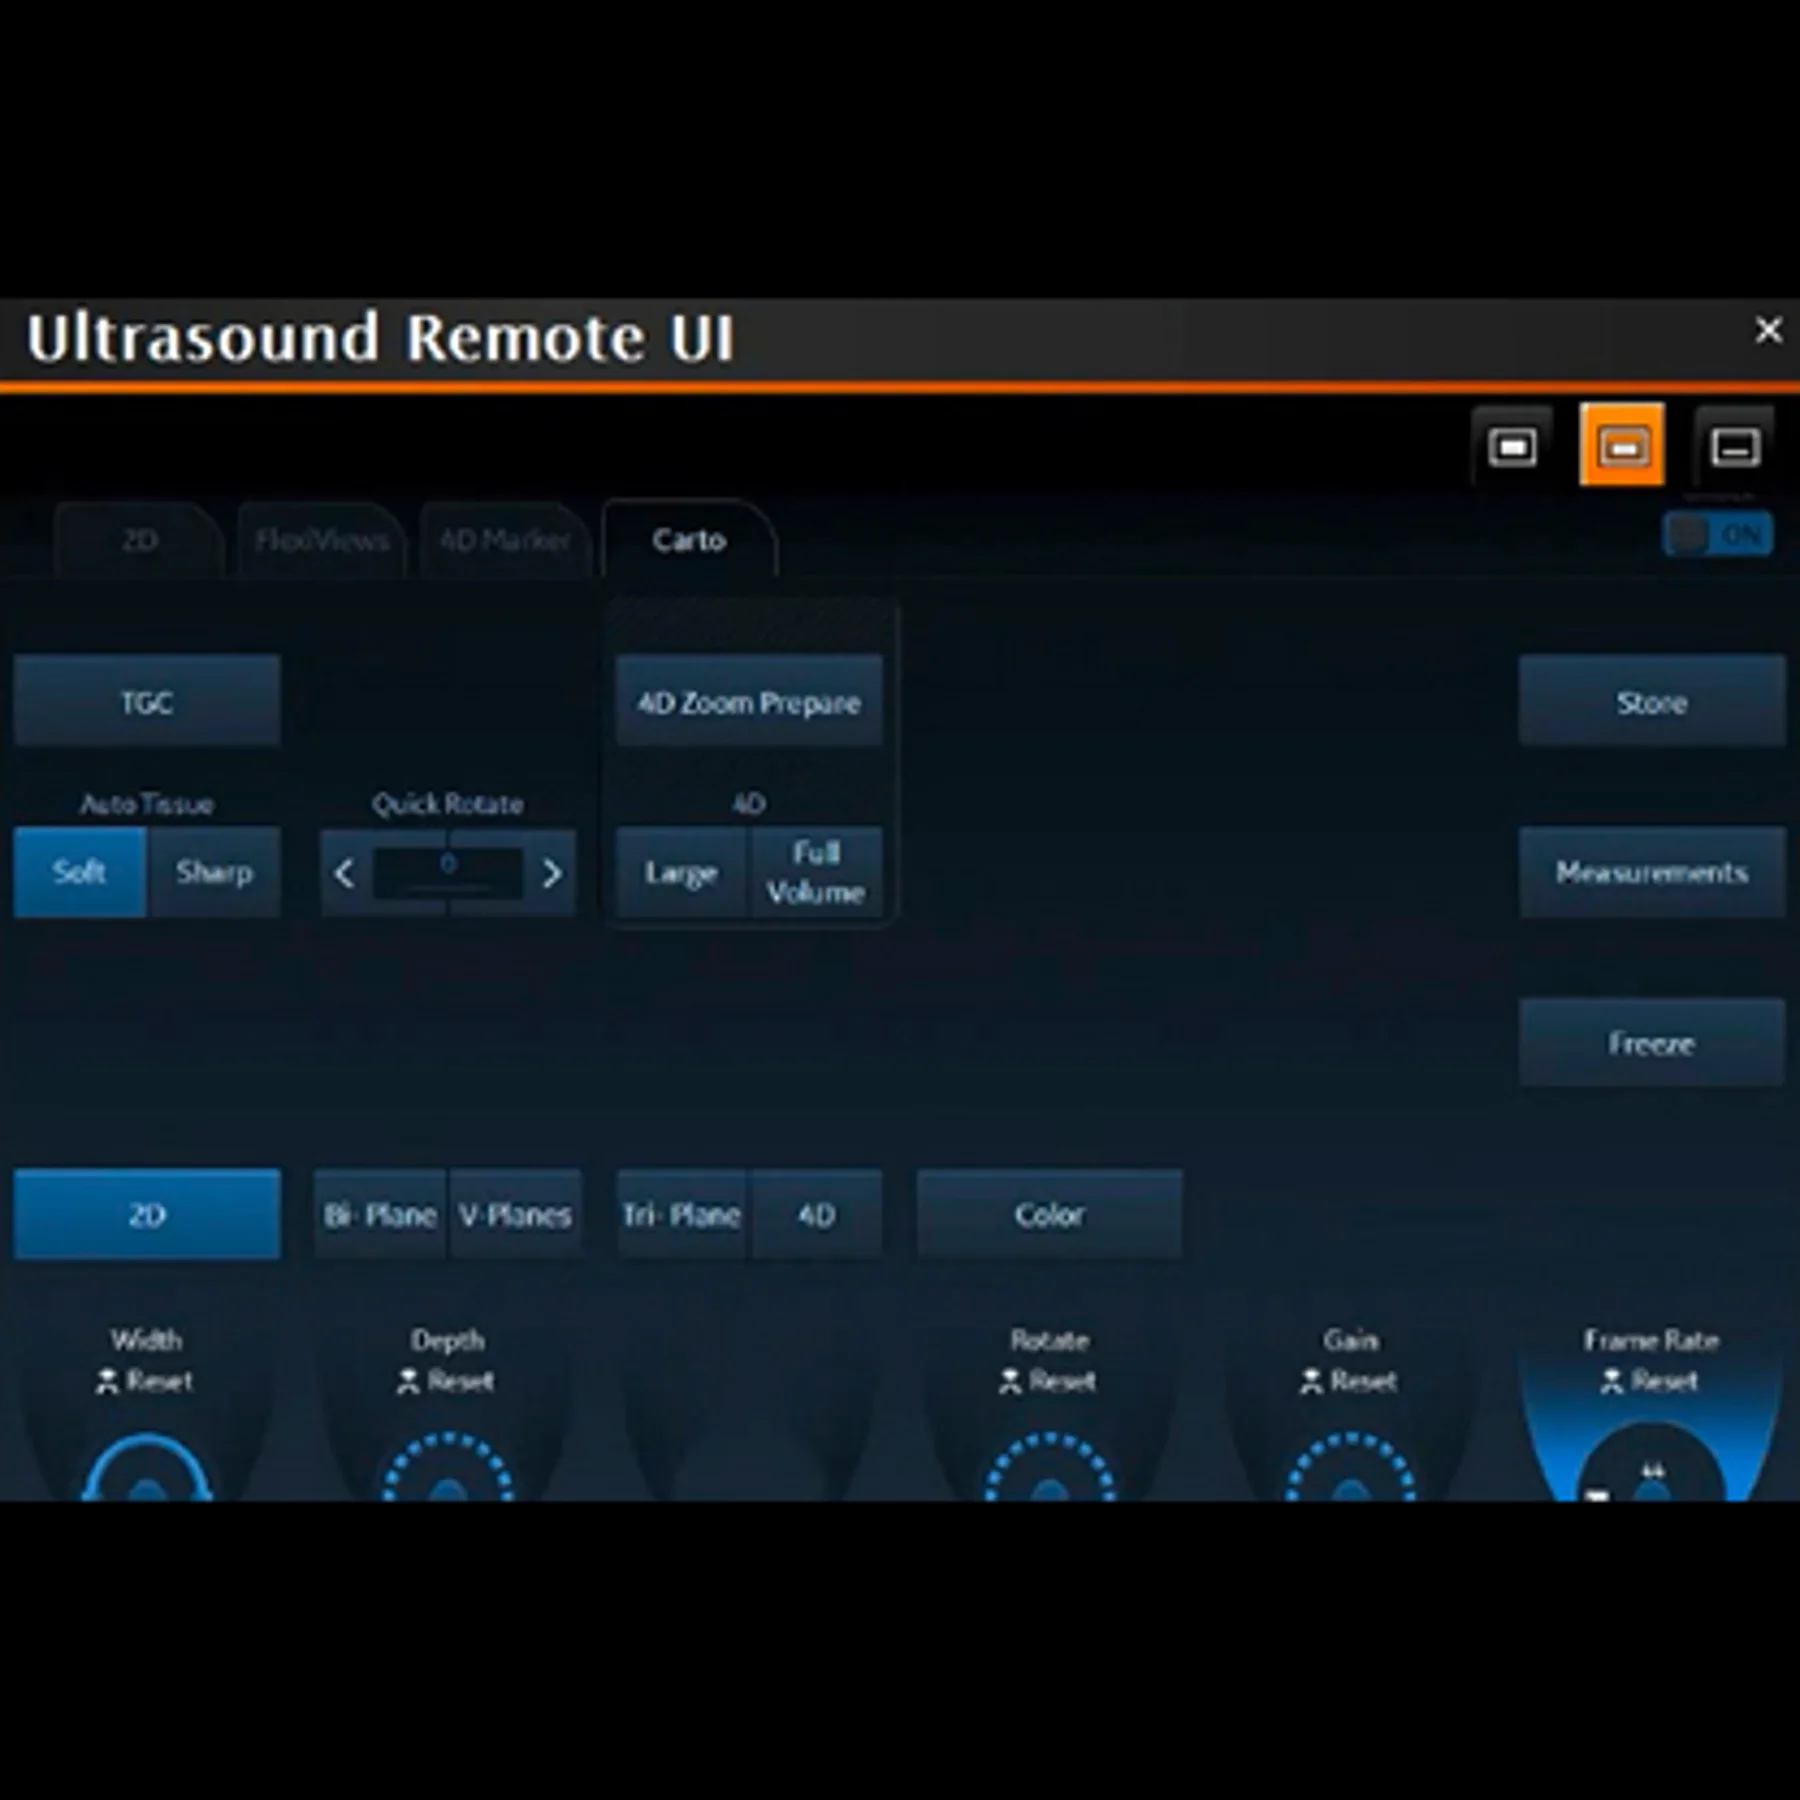 Ultrasound Remote UI
2D FlexiViews 4D Marker Carto ON
TGC 4D Zoom Prepare Store
Auto Tissue Quick Rotate 4D
Soft Sharp 0 Large Full Volume Measurements
Freeze
2D Bi-Plane V-Planes Tri-Plane 4D Color
Width Depth Rotate Gain Frame Rate
Reset Reset Reset Reset Reset